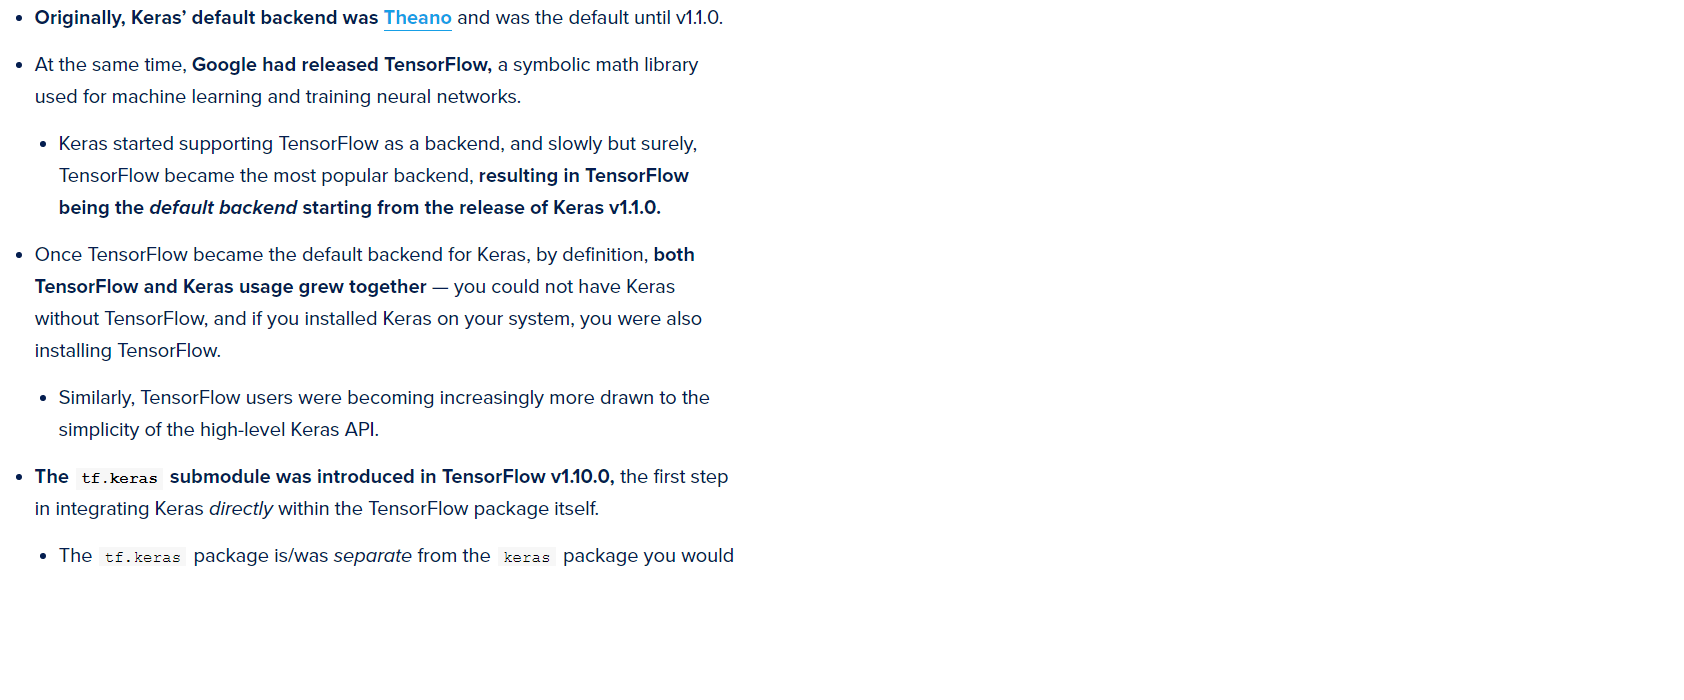 • Originally, Keras’ default backend was Theano and was the default until v1.1.0.
• At the same time, Google had released TensorFlow, a symbolic math library
used for machine learning and training neural networks.
• Keras started supporting TensorFlow as a backend, and slowly but surely,
TensorFlow became the most popular backend, resulting in TensorFlow
being the default backend starting from the release of Keras v1.1.0.
• Once TensorFlow became the default backend for Keras, by definition, both
TensorFlow and Keras usage grew together — you could not have Keras
without TensorFlow, and if you installed Keras on your system, you were also
installing TensorFlow.
• Similarly, TensorFlow users were becoming increasingly more drawn to the
simplicity of the high-level Keras API.
• The tf.keras submodule was introduced in TensorFlow v1.10.0, the first step
in integrating Keras directly within the TensorFlow package itself.
• The tf.keras package is/was separate from the keras package you would